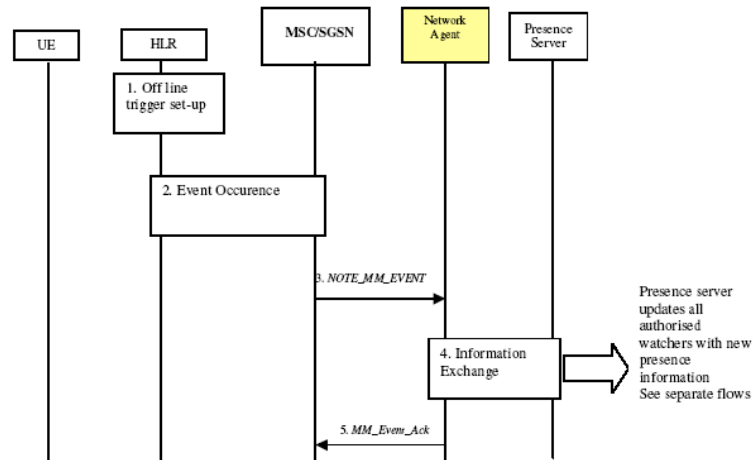 UE
HLR
MSC/SGSN
Network
Agent
Presence
Server
1. Off line
trigger set-up
2. Event Occurence
3. NOTE_MM_EVENT
4. Information
Exchange
Presence server
updates all
authorised
watchers with new
presence
information
See separate flows
5. MM_Event_Ack